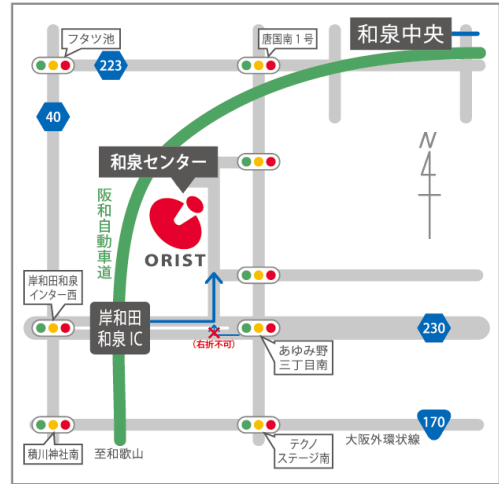 フタツ池
唐国南1号
和泉中央
223
40
和泉センター
N
阪和自動車道
ORIST
岸和田和泉
インター西
岸和田
和泉IC
230
(右折不可)
あゆみ野
三丁目南
170
積川神社南
至和歌山
テクノ
ステージ南
大阪外環状線